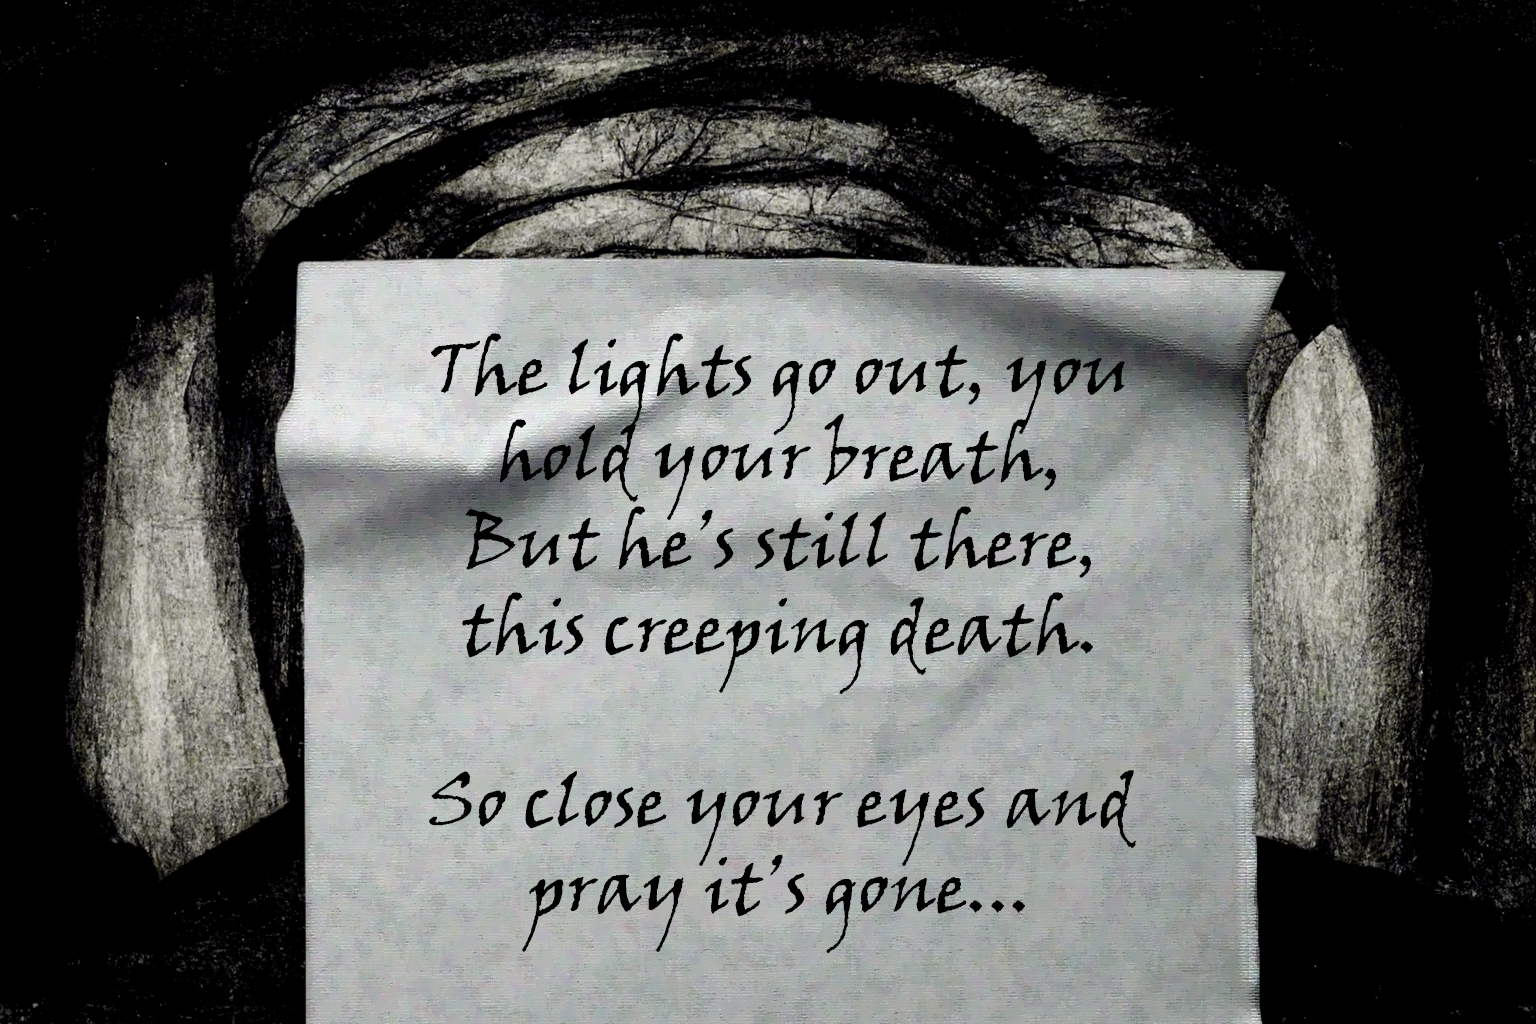 The lights go out, you
hold your breath,
But he’s still there,
this creeping death.
So close your eyes and
pray it’s gone...